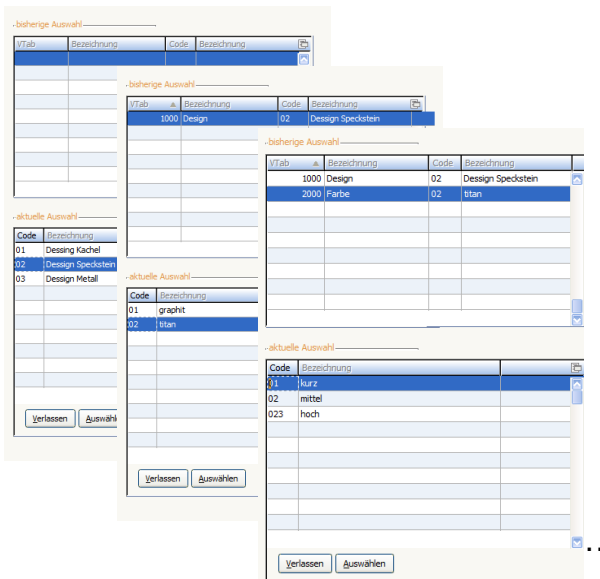 bisherige Auswahl
VTab Bezeichnung Code Bezeichnung
aktuelle Auswahl
Code Bezeichnung
01 Dessing Kachel
02 Dessign Speckstein
03 Dessign Metall
Verlassen Auswähl
bisherige Auswahl
VTab Bezeichnung Code Bezeichnung
1000 Design 02 Dessign Speckstein
aktuelle Auswahl
Code Bezeichnung
01 graphit
02 titan
Verlassen Auswählen
bisherige Auswahl
VTab Bezeichnung Code Bezeichnung
1000 Design 02 Dessign Speckstein
2000 Farbe 02 titan
aktuelle Auswahl
Code Bezeichnung
01 kurz
02 mittel
023 hoch
Verlassen Auswählen
..